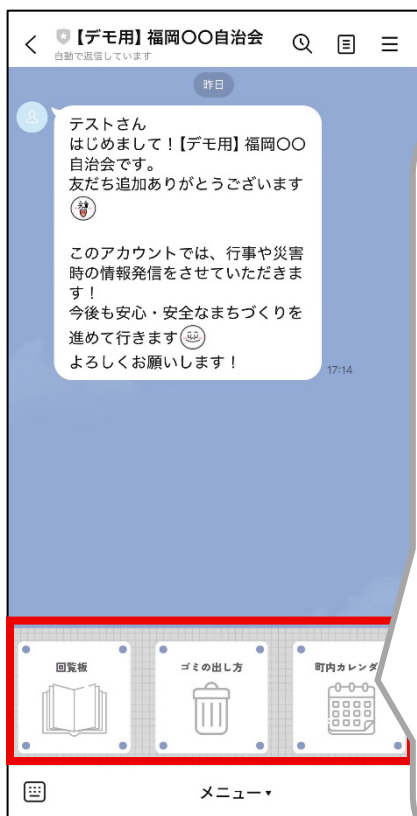 【デモ用】福岡〇〇自治会
自動で返信しています
昨日
テストさん
はじめまして！【デモ用】福岡〇〇
自治会です。
友だち追加ありがとうございます
このアカウントでは、行事や災害
時の情報発信をさせていただきま
す！
今後も安心・安全なまちづくりを
進めて行きます
よろしくお願いします！
17:14
回覧板
ゴミの出し方
町内カレンダ
メニュー▼